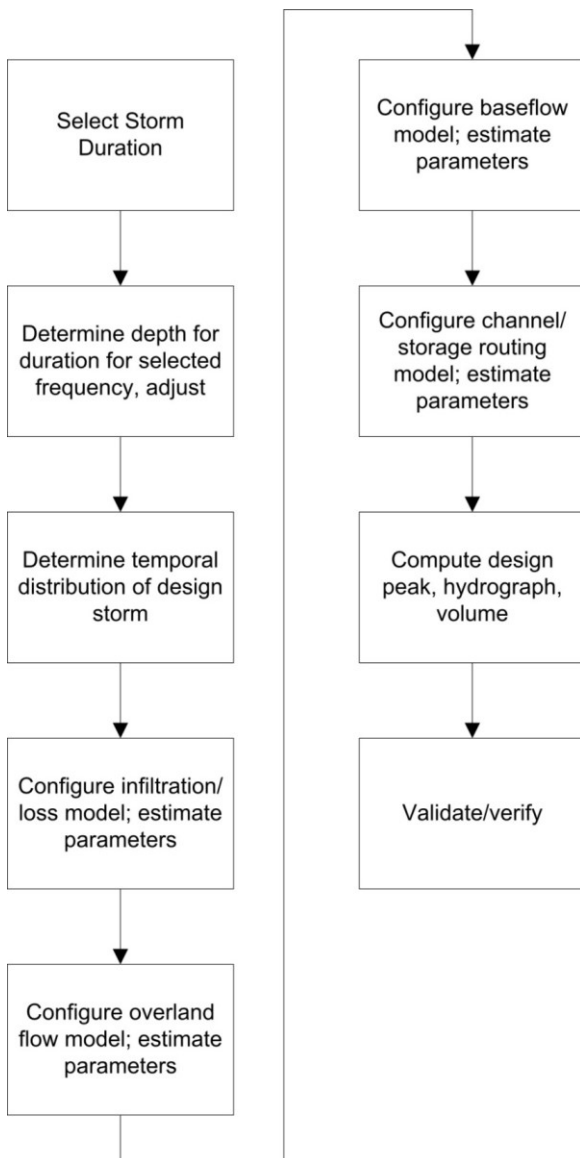 Select Storm
Duration
Determine depth for
duration for selected
frequency, adjust
Determine temporal
distribution of design
storm
Configure infiltration/
loss model; estimate
parameters
Configure overland
flow model; estimate
parameters
Configure baseflow
model; estimate
parameters
Configure channel/
storage routing
model; estimate
parameters
Compute design
peak, hydrograph,
volume
Validate/verify